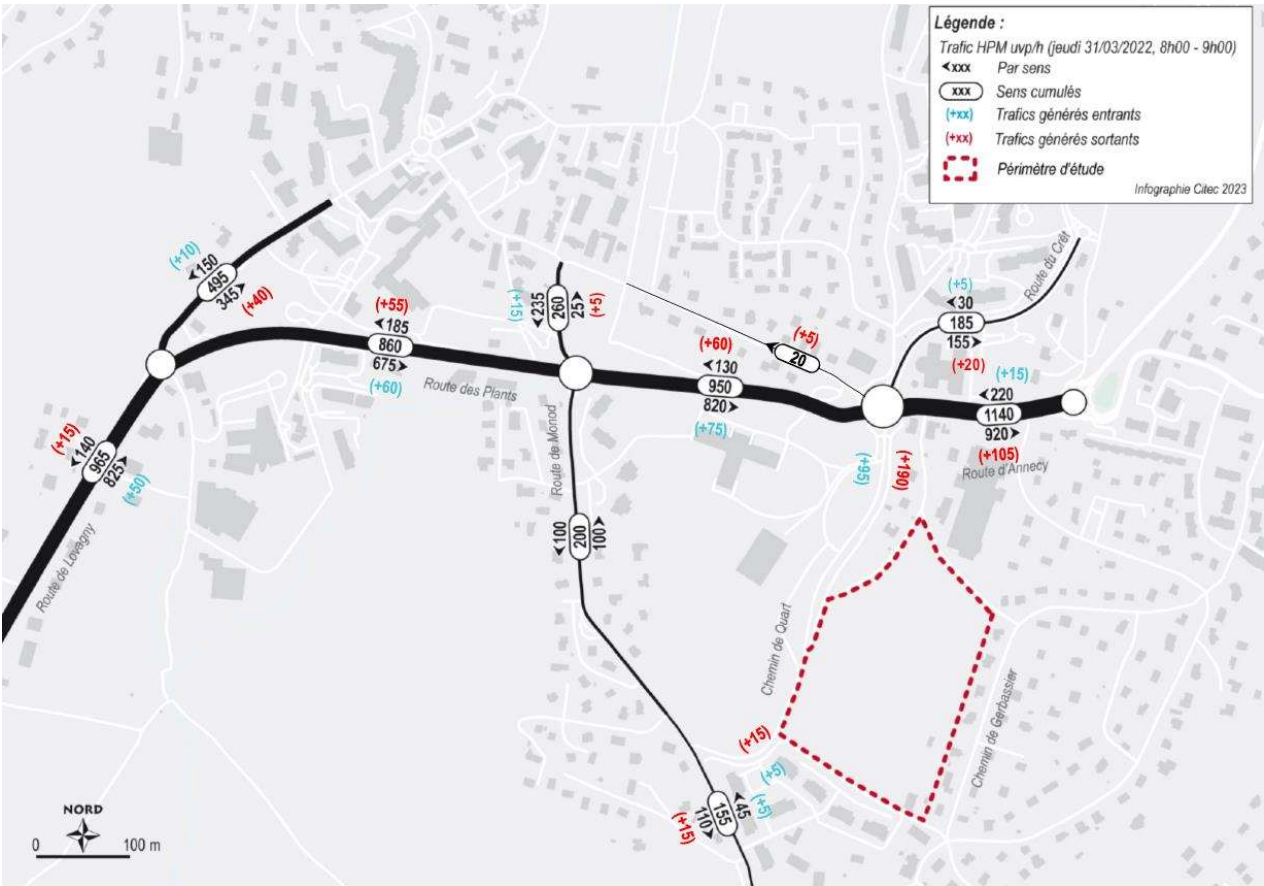 Légende :
Trafic HPM uvp/h (jeudi 31/03/2022, 8h00 - 9h00)
xxx Par sens
xxx Sens cumulés
(+xx) Trafics générés entrants
(+xx) Trafics générés sortants
Périmètre d'étude
Infographie Citec 2023
(+10)
150
495
345
(+40)
(+55)
185
860
675
(+60)
Route des Plants
(+15)
235
260
25
(+5)
(+60)
130
950
820
(+75)
(+5)
20
Route du Crêt
(+5)
30
185
155
(+20)
(+15)
220
1140
920
(+105)
Route d'Annecy
(+95)
(+190)
(+15)
140
965
825
(+50)
Route de Lovagny
Route de Monod
100
200
100
Chemin de Quart
Chemin de Gerbassier
(+15)
(+5)
(+5)
45
155
110
(+15)
NORD
0 100 m